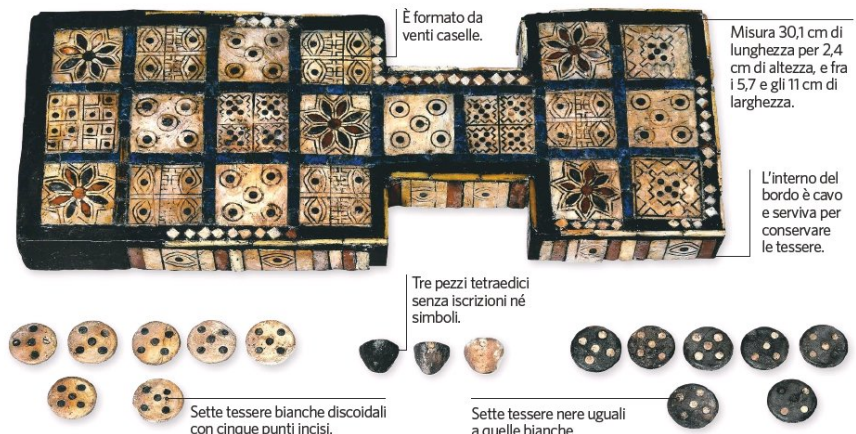 È formato da
venti caselle.
Misura 30,1 cm di
lunghezza per 2,4
cm di altezza, e fra
i 5,7 e gli 11 cm di
larghezza.
L'interno del
bordo è cavo
e serviva per
conservare
le tessere.
Tre pezzi tetraedici
senza iscrizioni né
simboli.
Sette tessere bianche discoidali
con cinque punti incisi.
Sette tessere nere uguali
a quelle bianche.